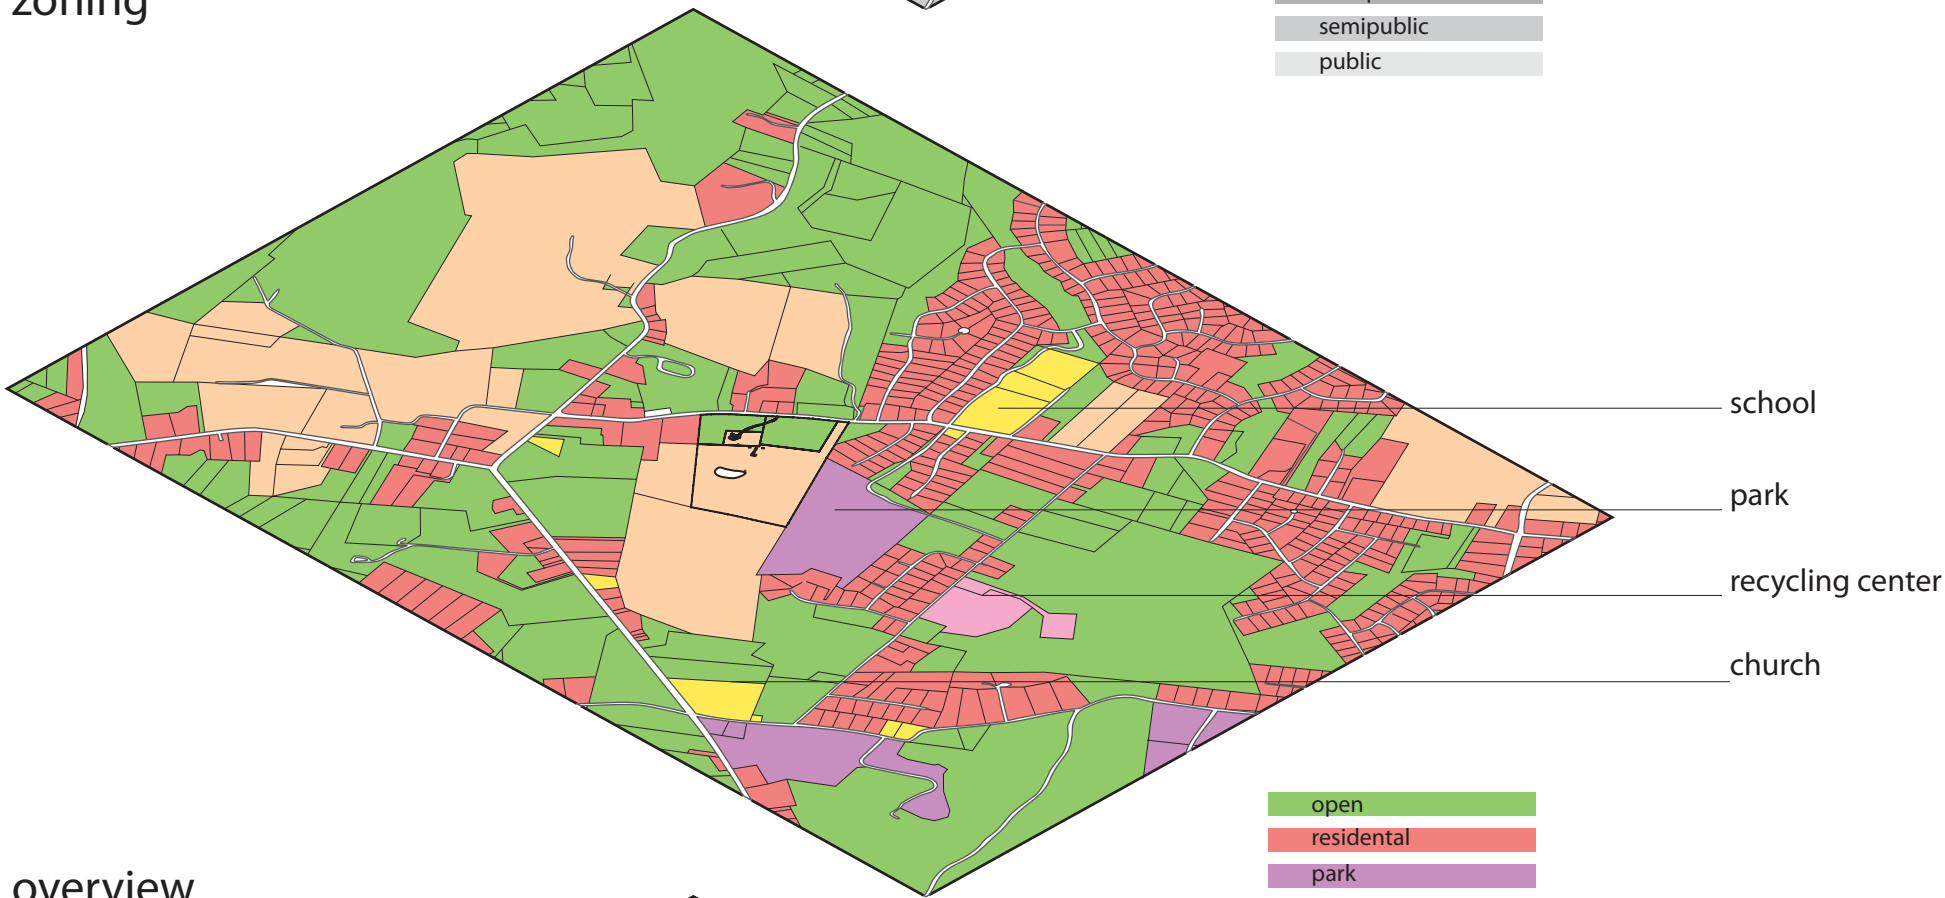 zoning
semipublic
public
school
park
recycling center
church
open
residental
park
overview